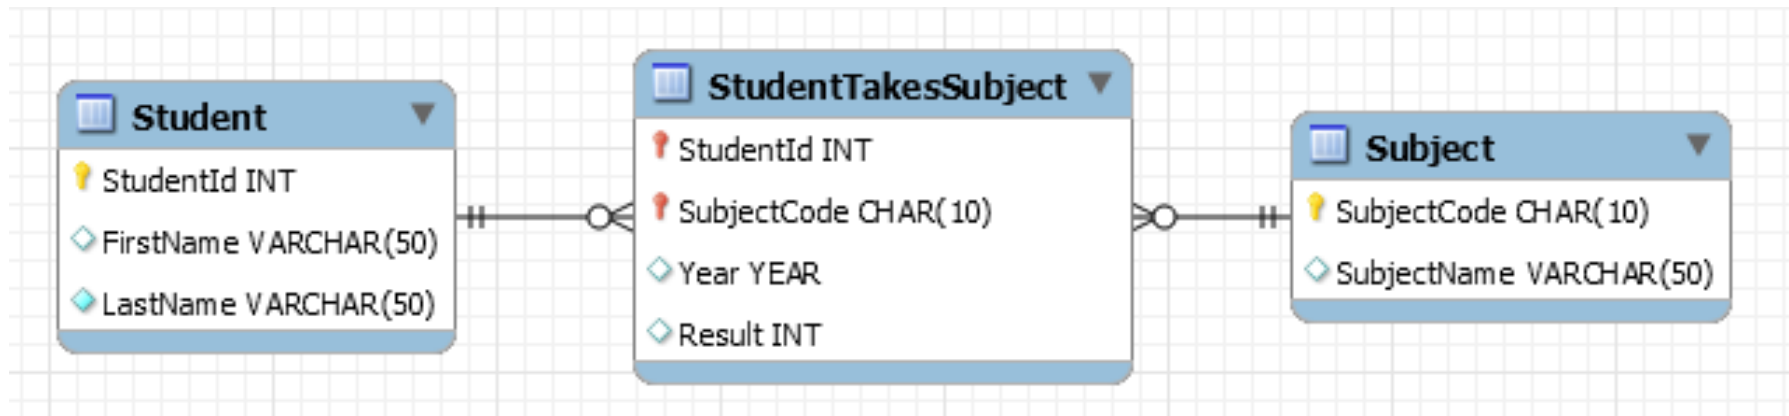 Student
StudentId INT
FirstName VARCHAR(50)
LastName VARCHAR(50)
StudentTakesSubject
StudentId INT
SubjectCode CHAR(10)
Year YEAR
Result INT
Subject
SubjectCode CHAR(10)
SubjectName VARCHAR(50)